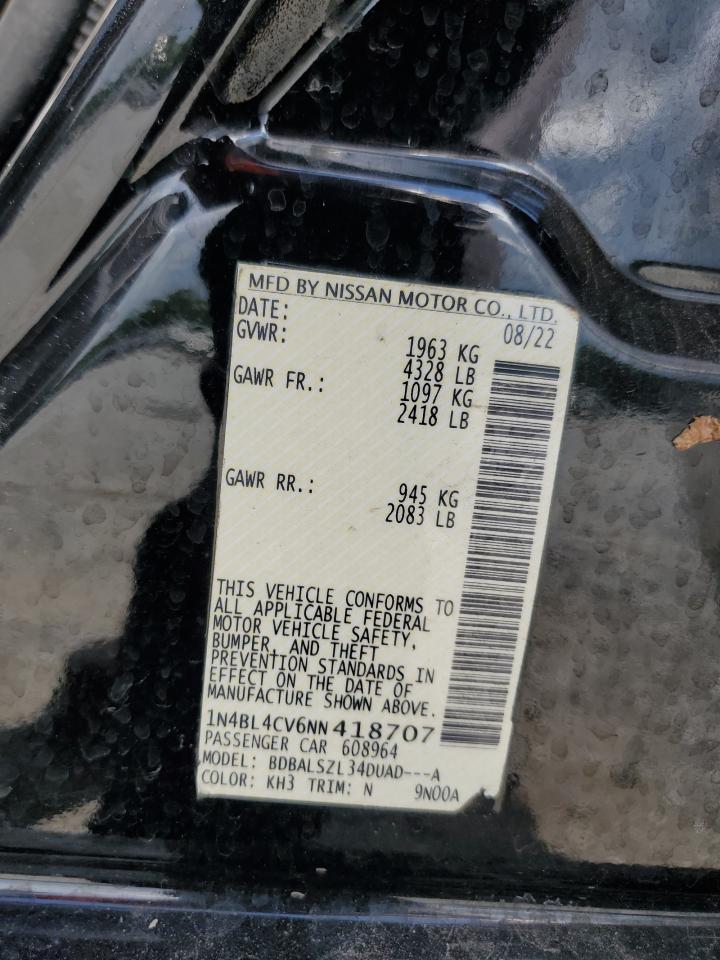 MFD BY NISSAN MOTOR CO., LTD.
DATE: 08/22
GVWR: 1963 KG
4328 LB
GAWR FR.: 1097 KG
2418 LB
GAWR RR.: 945 KG
2083 LB
THIS VEHICLE CONFORMS TO
ALL APPLICABLE FEDERAL
MOTOR VEHICLE SAFETY,
BUMPER, AND THEFT
PREVENTION STANDARDS IN
EFFECT ON THE DATE OF
MANUFACTURE SHOWN ABOVE.
1N4BL4CV6NN418707
PASSENGER CAR 608964
MODEL: BDBALSZL34DUAD---A
COLOR: KH3 TRIM: N 9N00A